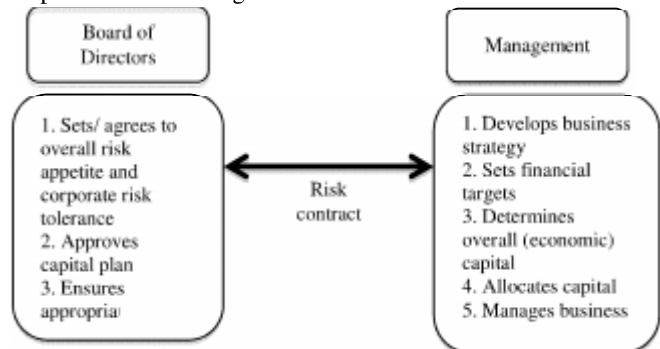 Board of
Directors
Management
1. Sets/ agrees to
overall risk
appetite and
corporate risk
tolerance
2. Approves
capital plan
3. Ensures
appropria
Risk
contract
1. Develops business
strategy
2. Sets financial
targets
3. Determines
overall (economic)
capital
4. Allocates capital
5. Manages business